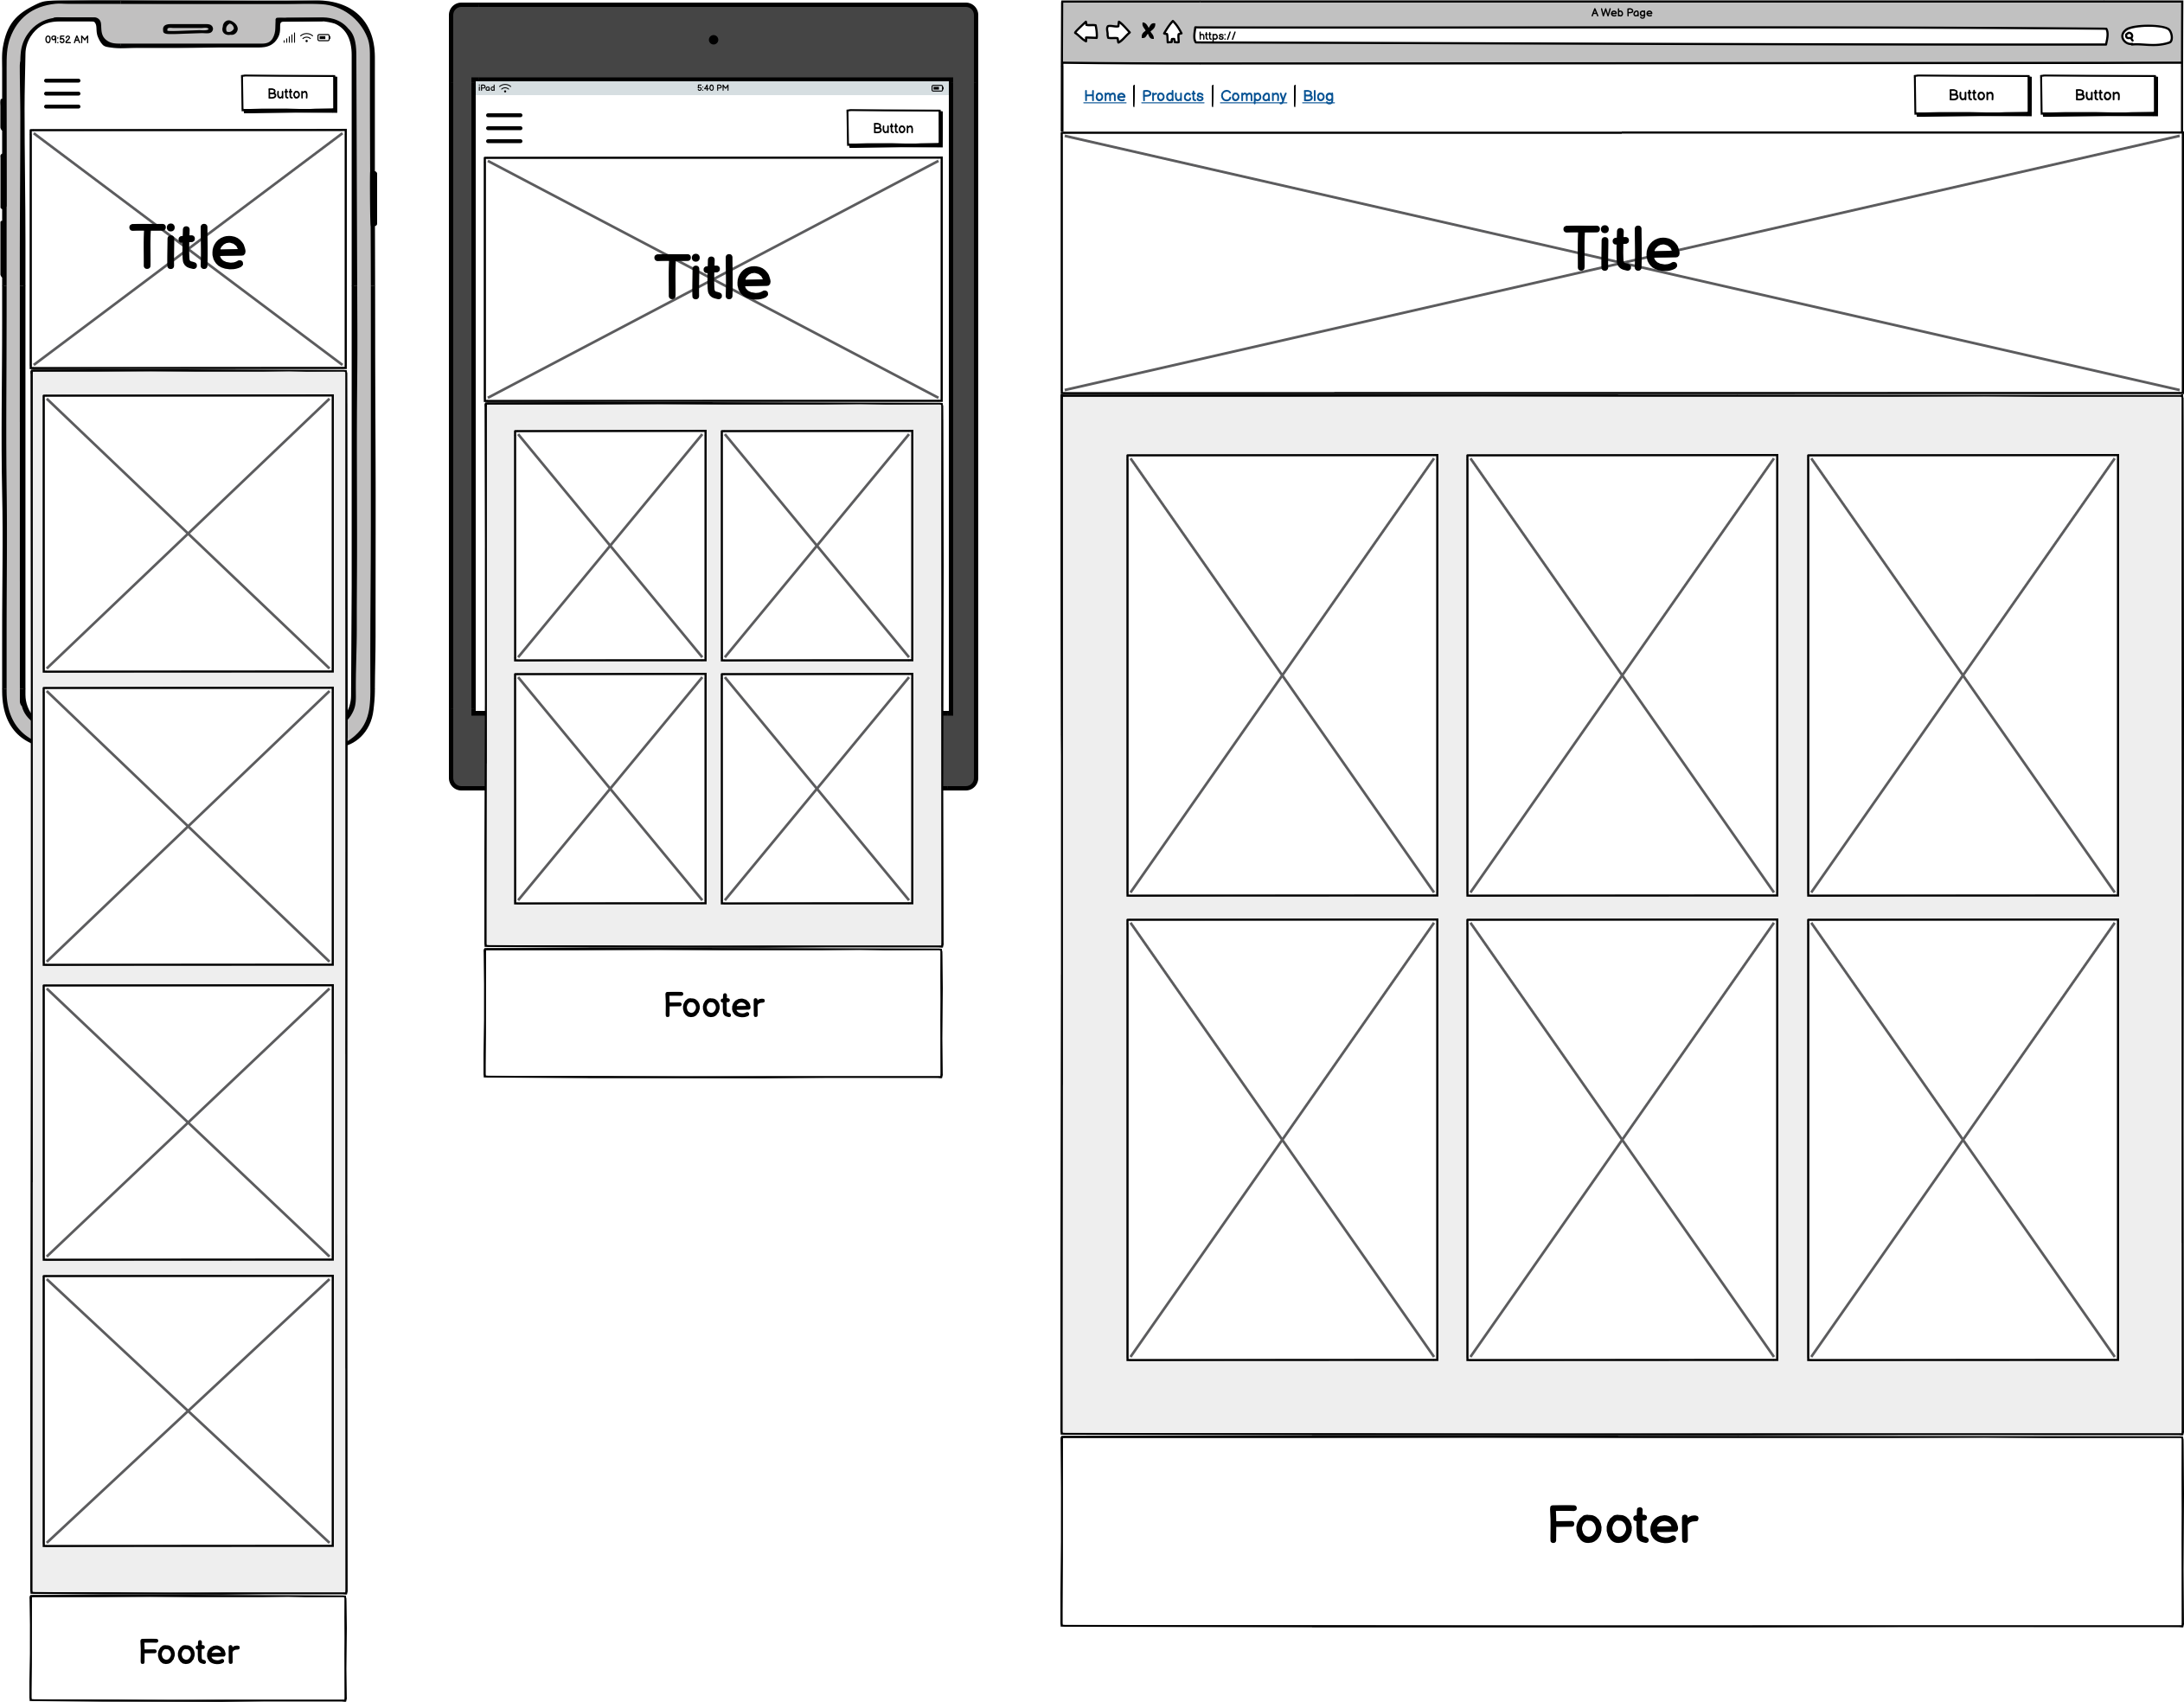 09:52 AM
Button
Title
Footer
iPad
5:40 PM
Button
Title
Footer
A Web Page
https://
Home | Products | Company | Blog
Button
Button
Title
Footer